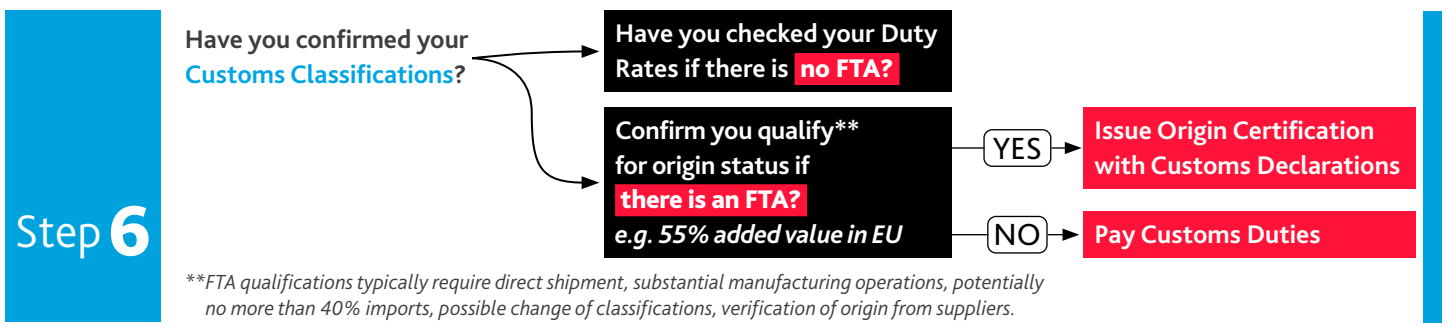 Step 6
Have you confirmed your
Customs Classifications?
Have you checked your Duty
Rates if there is no FTA?
Confirm you qualify**
for origin status if
there is an FTA?
e.g. 55% added value in EU
YES
Issue Origin Certification
with Customs Declarations
NO
Pay Customs Duties
**FTA qualifications typically require direct shipment, substantial manufacturing operations, potentially
no more than 40% imports, possible change of classifications, verification of origin from suppliers.